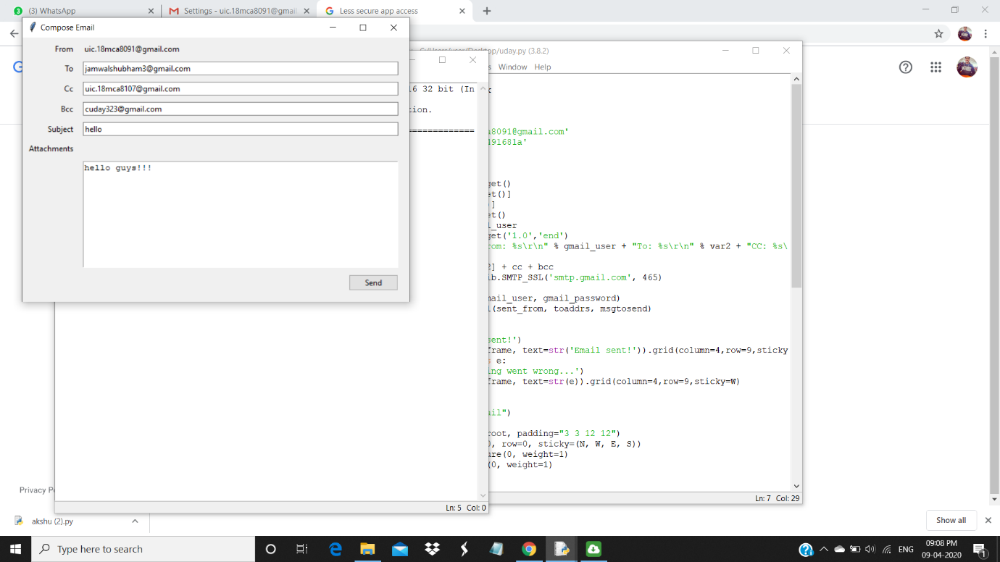 (3) WhatsApp
Settings - uic.18mca8091@gmail
Less secure app access
Compose Email
From uic.18mca8091@gmail.com
To jamwalshubham3@gmail.com
Cc uic.18mca8107@gmail.com
Bcc cuday323@gmail.com
Subject hello
Attachments
hello guys!!!
Send
op/uday.py (3.8.2)
s Window Help
16 32 bit (In
tion.
=============
a8091@gmail.com'
491681a'
get()
et()]
)]
et()
l_user
get('1.0','end')
rom: %s\r\n" % gmail_user + "To: %s\r\n" % var2 + "CC: %s\
2] + cc + bcc
ib.SMTP_SSL('smtp.gmail.com', 465)
mail_user, gmail_password)
l(sent_from, toaddrs, msgtosend)
sent!')
frame, text=str('Email sent!')).grid(column=4,row=9,sticky
s e:
ing went wrong...')
frame, text=str(e)).grid(column=4,row=9,sticky=W)
ail")
root, padding="3 3 12 12")
), row=0, sticky=(N, W, E, S))
ure(0, weight=1)
(0, weight=1)
Ln: 7 Col: 29
Privacy Po
Ln: 5 Col: 0
akshu (2).py
Show all
Type here to search
ENG
09:08 PM
09-04-2020
1